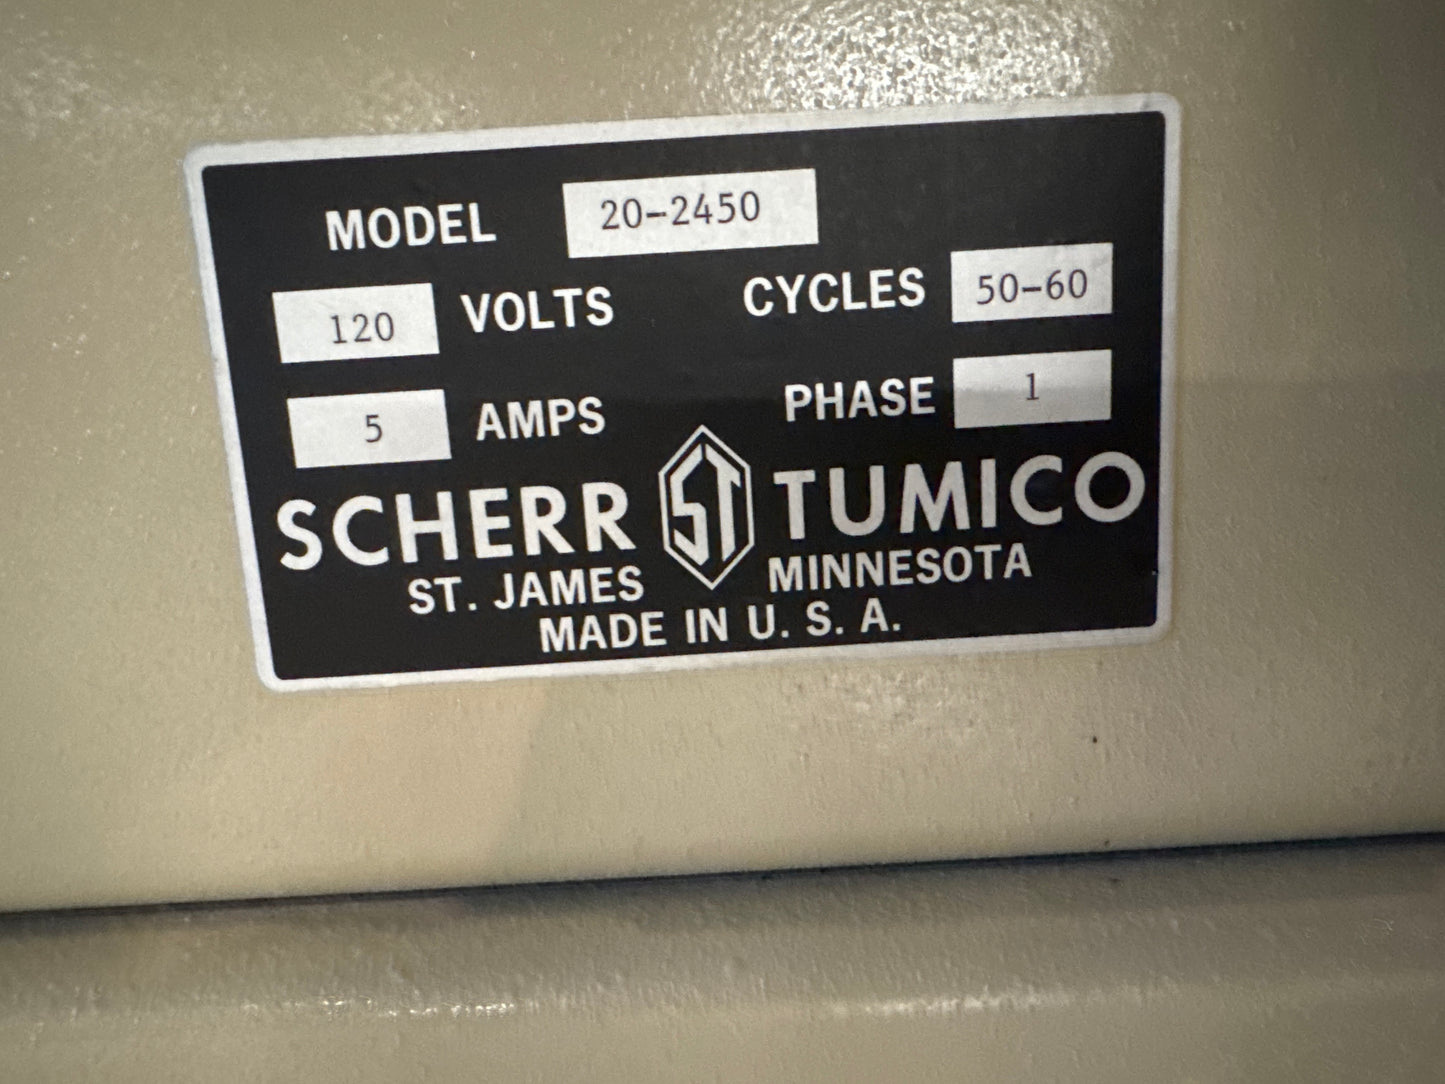 MODEL 20-2450
120 VOLTS CYCLES 50-60
5 AMPS PHASE 1
SCHERR ST TUMICO
ST. JAMES MINNESOTA
MADE IN U. S. A.